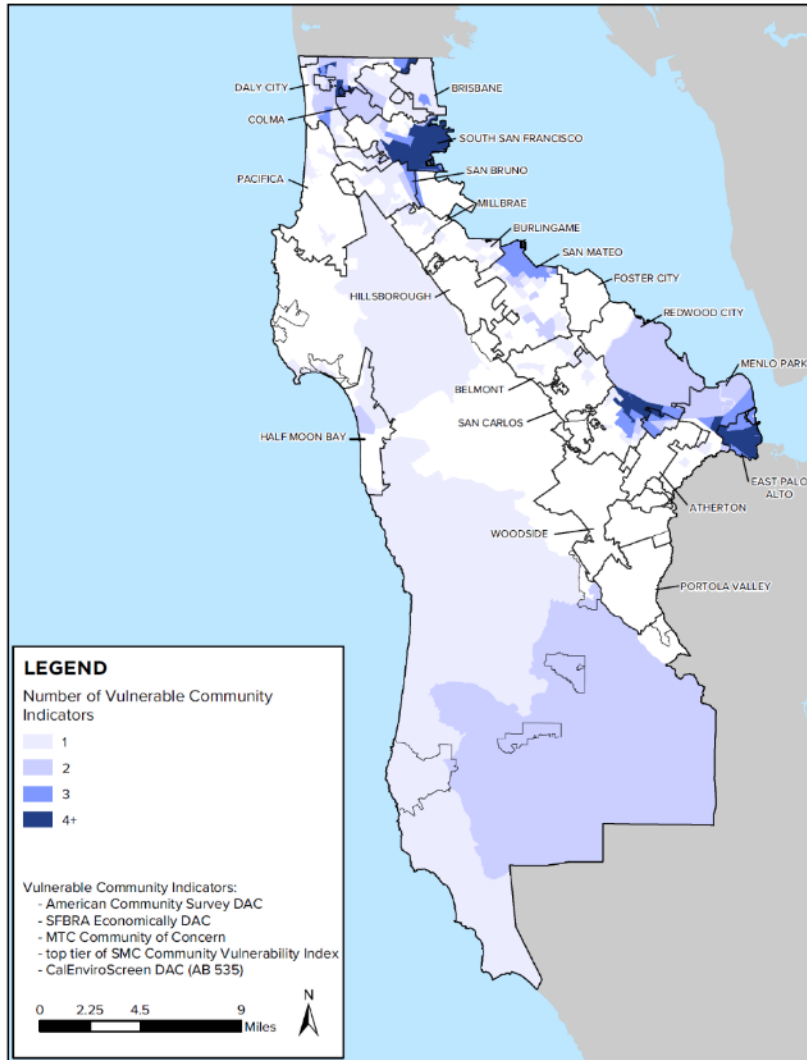 DALY CITY
BRISBANE
COLMA
SOUTH SAN FRANCISCO
SAN BRUNO
PACIFICA
MILLBRAE
BURLINGAME
SAN MATEO
FOSTER CITY
HILLSBOROUGH
REDWOOD CITY
MENLO PARK
BELMONT
SAN CARLOS
HALF MOON BAY
EAST PALO
ALTO
ATHERTON
WOODSIDE
PORTOLA VALLEY
LEGEND
Number of Vulnerable Community
Indicators
1
2
3
4+
Vulnerable Community Indicators:
- American Community Survey DAC
- SFBRA Economically DAC
- MTC Community of Concern
- top tier of SMC Community Vulnerability Index
- CalEnviroScreen DAC (AB 535)
0 2.25 4.5 9
Miles
N